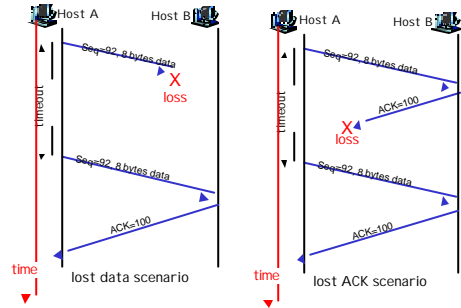 Host A
Host B
Seq=92, 8 bytes data
X
loss
timeout
Seq=92, 8 bytes data
ACK=100
time
lost data scenario
Host A
Host B
Seq=92, 8 bytes data
ACK=100
X
loss
timeout
Seq=92, 8 bytes data
ACK=100
time
lost ACK scenario